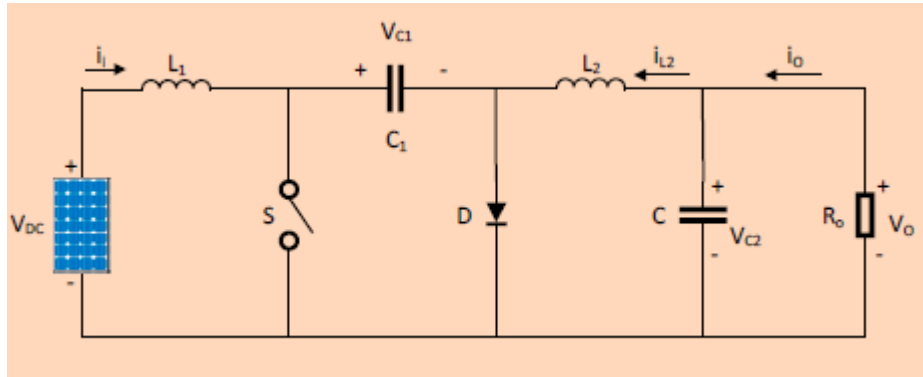 V_C1
i_i L_1 + - L_2 i_L2 i_O
C_1
+ + +
V_DC S D C R_o V_O
V_C2
- - -